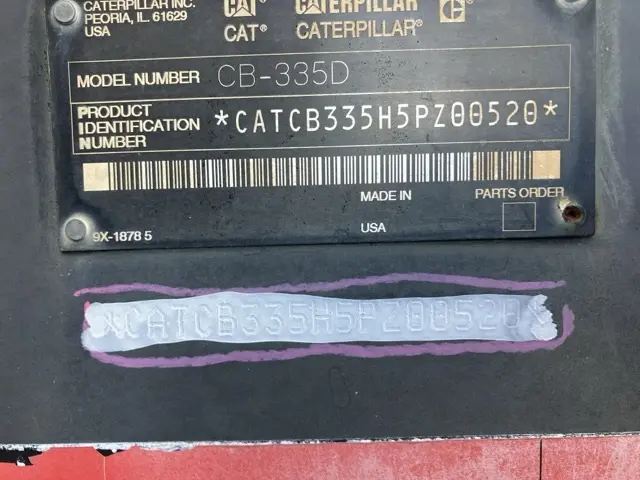 CATERPILLAR INC.
PEORIA, IL. 61629
USA
CAT
CAT®
CATERPILLAR
CATERPILLAR®
MODEL NUMBER CB-335D
PRODUCT
IDENTIFICATION
NUMBER
*CATCB335H5PZ00520*
MADE IN
USA
PARTS ORDER
9X-1878 5
*CATCB335H5PZ00520*